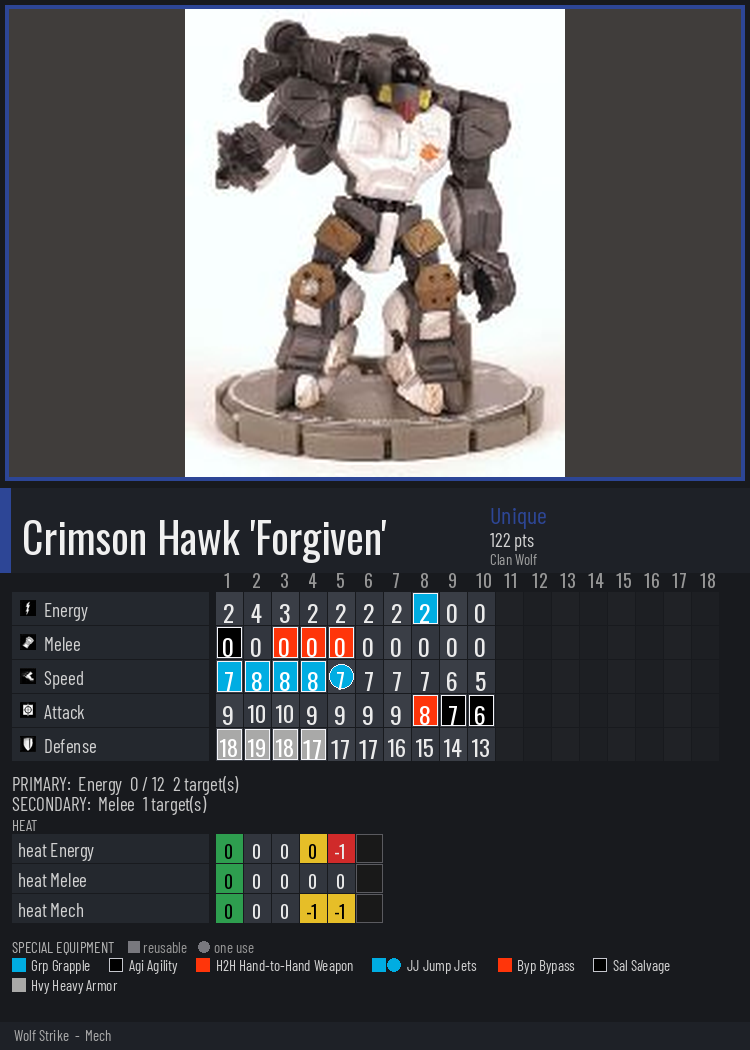 Crimson Hawk 'Forgiven'
Unique
122 pts
Clan Wolf
1 2 3 4 5 6 7 8 9 10 11 12 13 14 15 16 17 18
Energy 2 4 3 2 2 2 2 2 0 0
Melee 0 0 0 0 0 0 0 0 0 0
Speed 7 8 8 8 7 7 7 7 6 5
Attack 9 10 10 9 9 9 9 8 7 6
Defense 18 19 18 17 17 17 16 15 14 13
PRIMARY: Energy 0 / 12 2 target(s)
SECONDARY: Melee 1 target(s)
HEAT
heat Energy 0 0 0 0 -1
heat Melee 0 0 0 0 0
heat Mech 0 0 0 -1 -1
SPECIAL EQUIPMENT reusable one use
Grp Grapple Agi Agility H2H Hand-to-Hand Weapon JJ Jump Jets Byp Bypass Sal Salvage
Hvy Heavy Armor
Wolf Strike - Mech